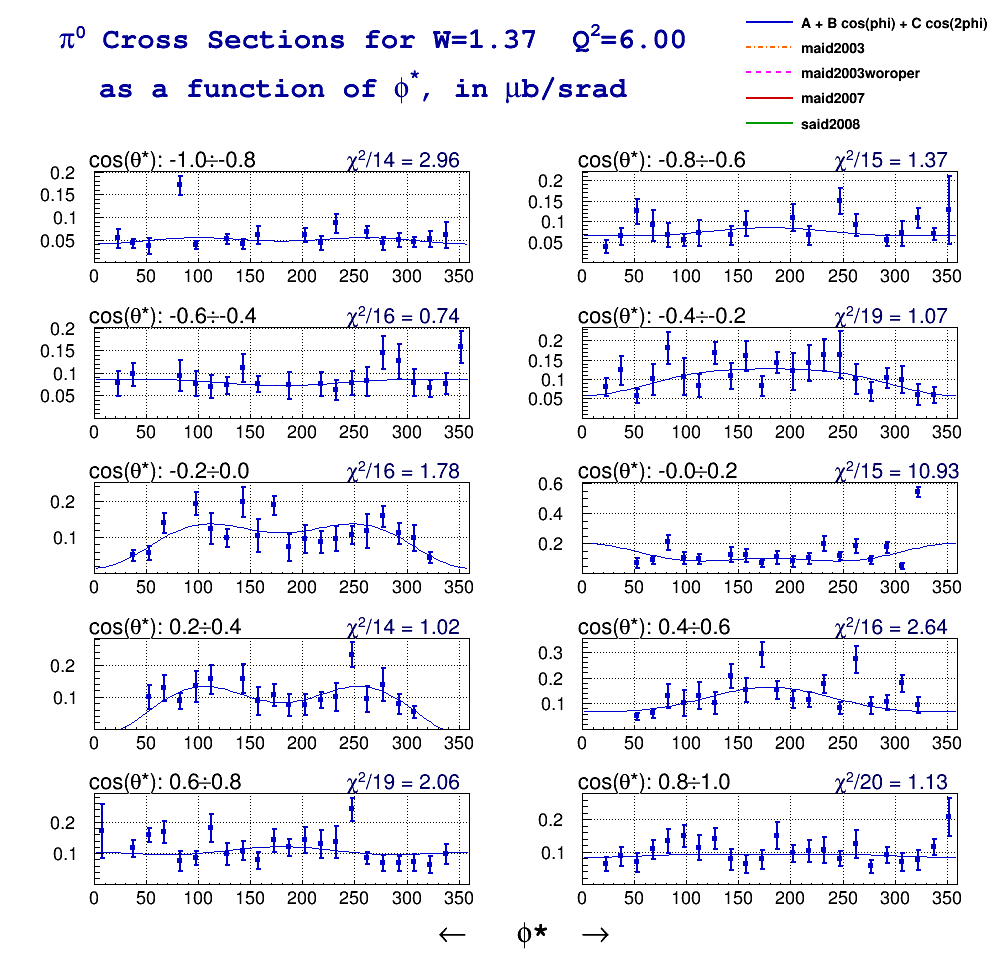 π⁰ Cross Sections for W=1.37 Q²=6.00
as a function of ϕ*, in μb/srad
A + B cos(phi) + C cos(2phi)
maid2003
maid2003woroper
maid2007
said2008
cos(θ*): -1.0÷-0.8 χ²/14 = 2.96
0.2
0.15
0.1
0.05
0 50 100 150 200 250 300 350
cos(θ*): -0.8÷-0.6 χ²/15 = 1.37
0.2
0.15
0.1
0.05
0 50 100 150 200 250 300 350
cos(θ*): -0.6÷-0.4 χ²/16 = 0.74
0.2
0.15
0.1
0.05
0 50 100 150 200 250 300 350
cos(θ*): -0.4÷-0.2 χ²/19 = 1.07
0.2
0.15
0.1
0.05
0 50 100 150 200 250 300 350
cos(θ*): -0.2÷0.0 χ²/16 = 1.78
0.2
0.1
0 50 100 150 200 250 300 350
cos(θ*): -0.0÷0.2 χ²/15 = 10.93
0.6
0.4
0.2
0 50 100 150 200 250 300 350
cos(θ*): 0.2÷0.4 χ²/14 = 1.02
0.2
0.1
0 50 100 150 200 250 300 350
cos(θ*): 0.4÷0.6 χ²/16 = 2.64
0.3
0.2
0.1
0 50 100 150 200 250 300 350
cos(θ*): 0.6÷0.8 χ²/19 = 2.06
0.2
0.1
0 50 100 150 200 250 300 350
cos(θ*): 0.8÷1.0 χ²/20 = 1.13
0.2
0.1
0 50 100 150 200 250 300 350
← ϕ* →